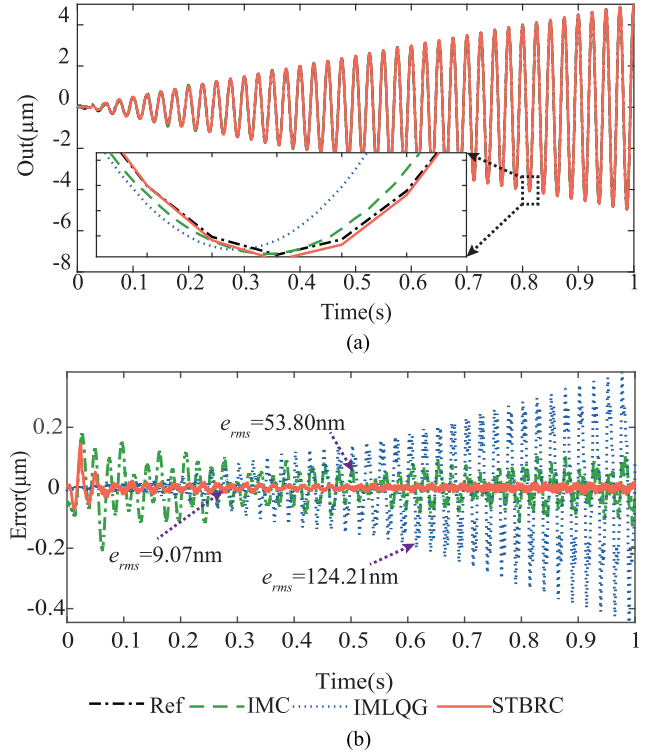 4
2
0
-2
-4
-6
-8
Out(μm)
0 0.1 0.2 0.3 0.4 0.5 0.6 0.7 0.8 0.9 1
Time(s)
(a)
0.2
0
-0.2
-0.4
Error(μm)
e_rms=53.80nm
e_rms=9.07nm
e_rms=124.21nm
0 0.1 0.2 0.3 0.4 0.5 0.6 0.7 0.8 0.9 1
Time(s)
Ref IMC IMLQG STBRC
(b)